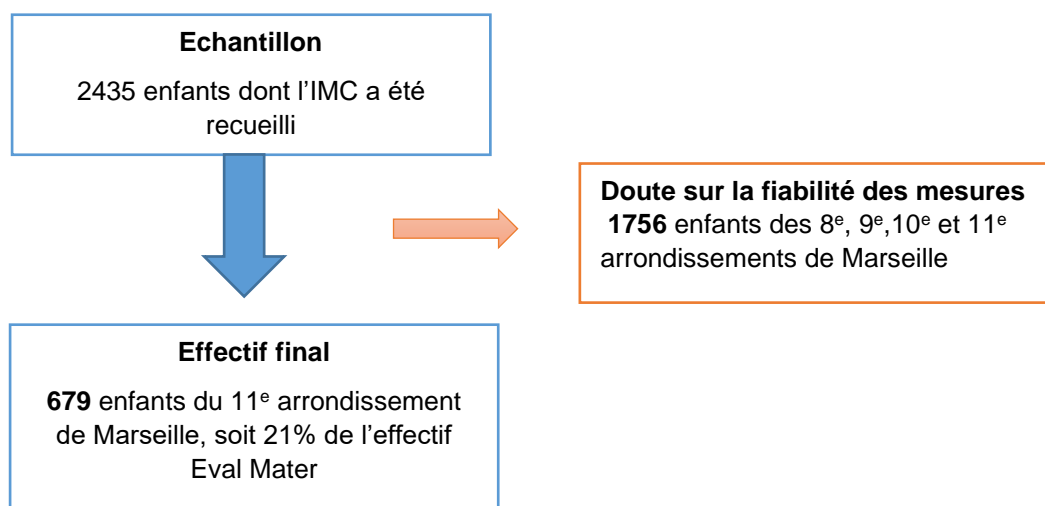 Echantillon
2435 enfants dont l’IMC a été
recueilli
Doute sur la fiabilité des mesures
1756 enfants des 8e, 9e,10e et 11e
arrondissements de Marseille
Effectif final
679 enfants du 11e arrondissement
de Marseille, soit 21% de l’effectif
Eval Mater